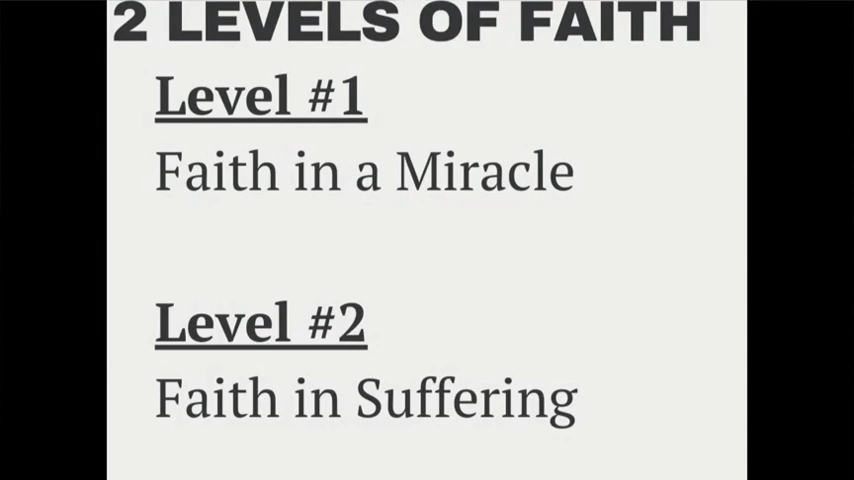 2 LEVELS OF FAITH
Level #1
Faith in a Miracle
Level #2
Faith in Suffering